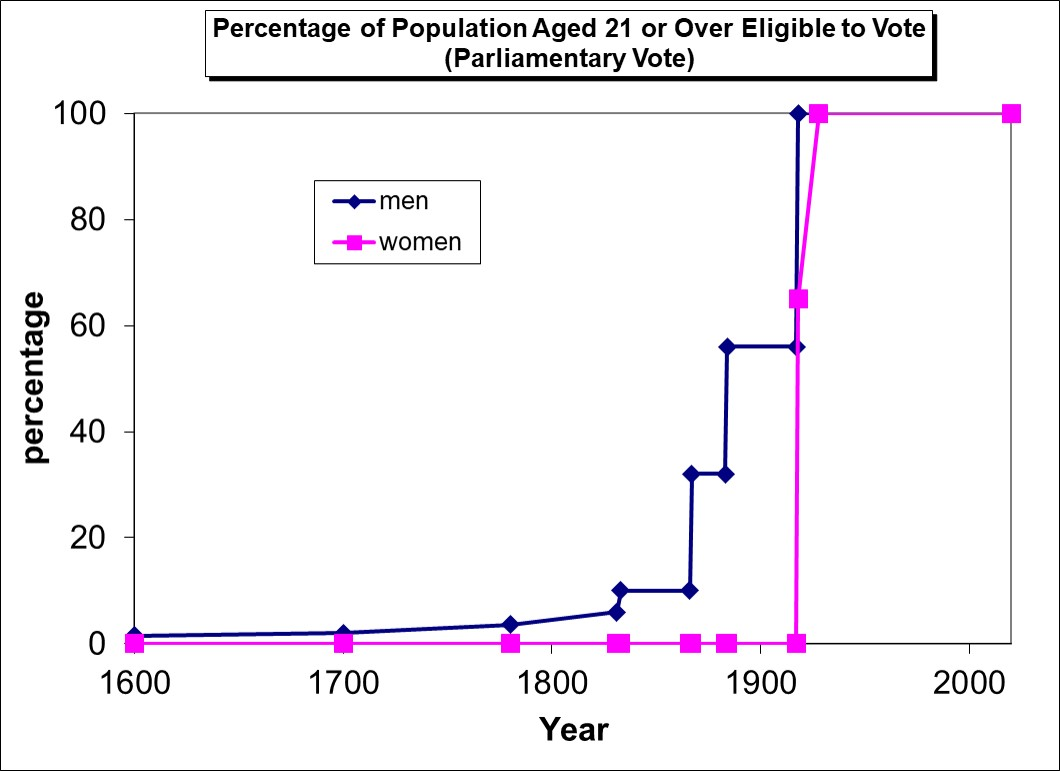 Percentage of Population Aged 21 or Over Eligible to Vote
(Parliamentary Vote)
100
80
60
40
20
0
percentage
men
women
1600 1700 1800 1900 2000
Year